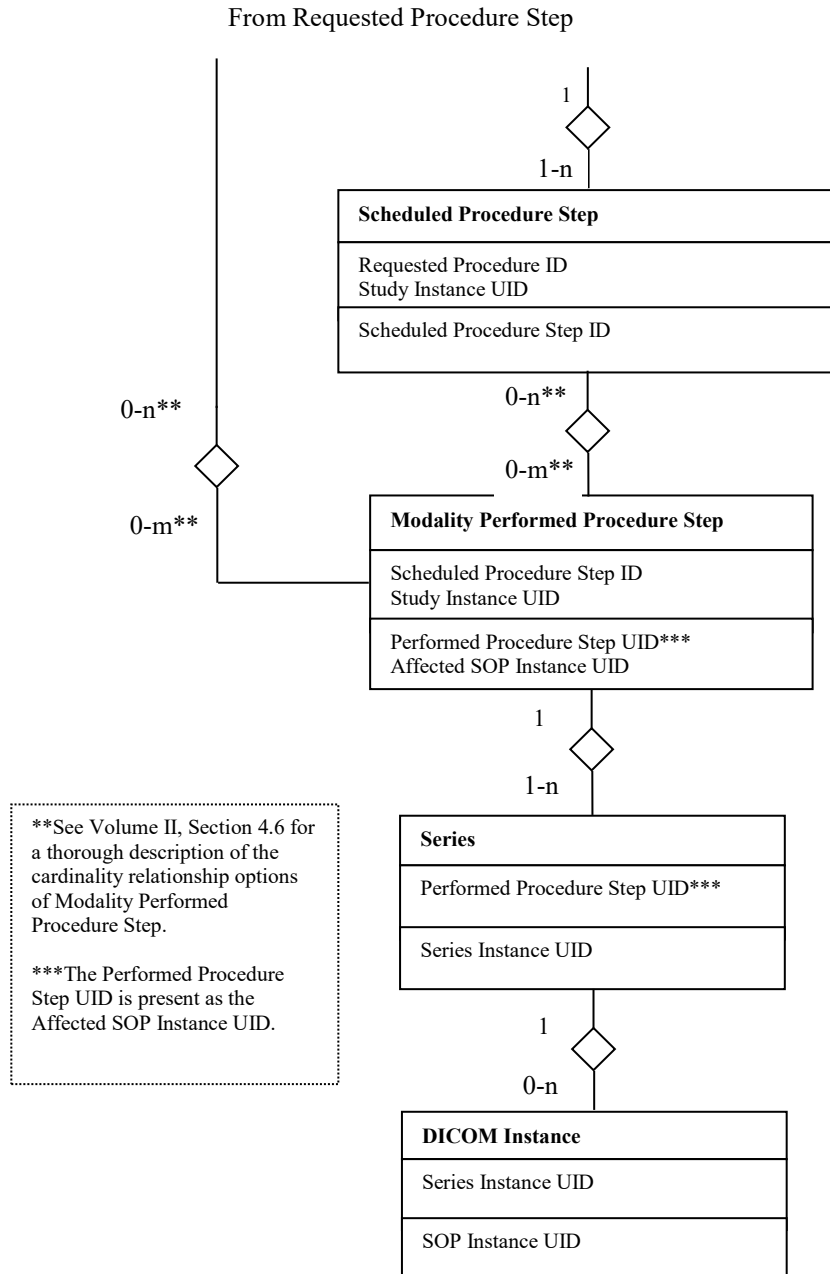 From Requested Procedure Step
1
1-n
Scheduled Procedure Step
Requested Procedure ID
Study Instance UID
Scheduled Procedure Step ID
0-n**
0-n**
0-m**
0-m**
Modality Performed Procedure Step
Scheduled Procedure Step ID
Study Instance UID
Performed Procedure Step UID***
Affected SOP Instance UID
1
1-n
**See Volume II, Section 4.6 for
a thorough description of the
cardinality relationship options
of Modality Performed
Procedure Step.
***The Performed Procedure
Step UID is present as the
Affected SOP Instance UID.
Series
Performed Procedure Step UID***
Series Instance UID
1
0-n
DICOM Instance
Series Instance UID
SOP Instance UID